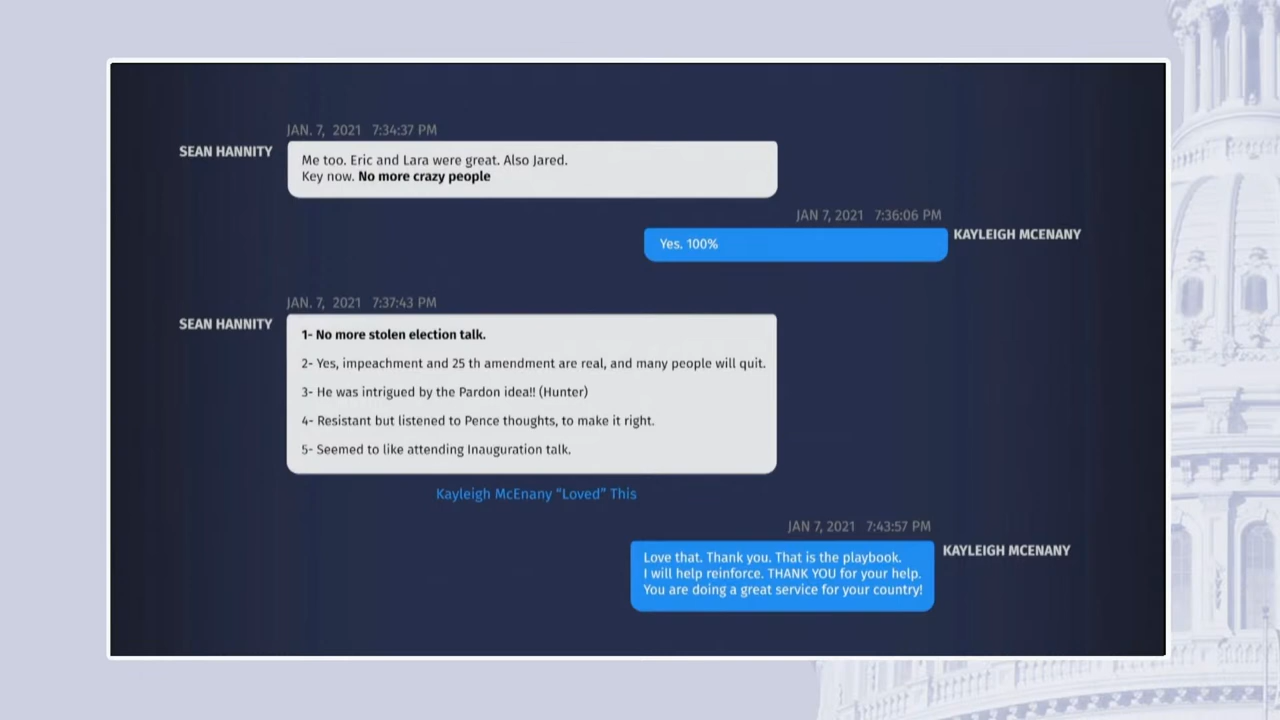 JAN. 7, 2021 7:34:37 PM
SEAN HANNITY
Me too. Eric and Lara were great. Also Jared.
Key now. No more crazy people
JAN 7, 2021 7:36:06 PM
KAYLEIGH MCENANY
Yes. 100%
JAN. 7, 2021 7:37:43 PM
SEAN HANNITY
1- No more stolen election talk.
2- Yes, impeachment and 25 th amendment are real, and many people will quit.
3- He was intrigued by the Pardon idea!! (Hunter)
4- Resistant but listened to Pence thoughts, to make it right.
5- Seemed to like attending Inauguration talk.
Kayleigh McEnany “Loved” This
JAN 7, 2021 7:43:57 PM
KAYLEIGH MCENANY
Love that. Thank you. That is the playbook.
I will help reinforce. THANK YOU for your help.
You are doing a great service for your country!